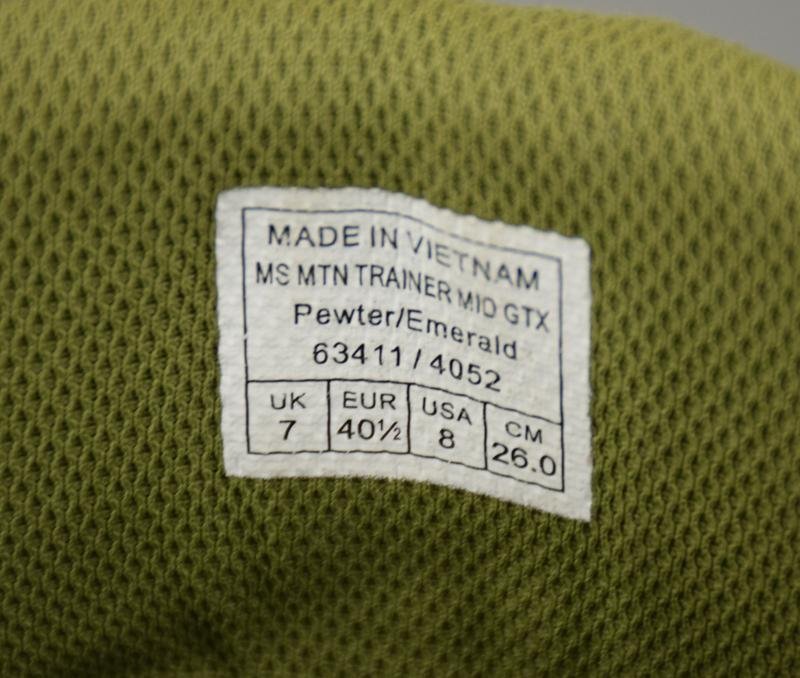 MADE IN VIETNAM
MS MTN TRAINER MID GTX
Pewter/Emerald
63411 / 4052
UK EUR USA CM
7 40½ 8 26.0